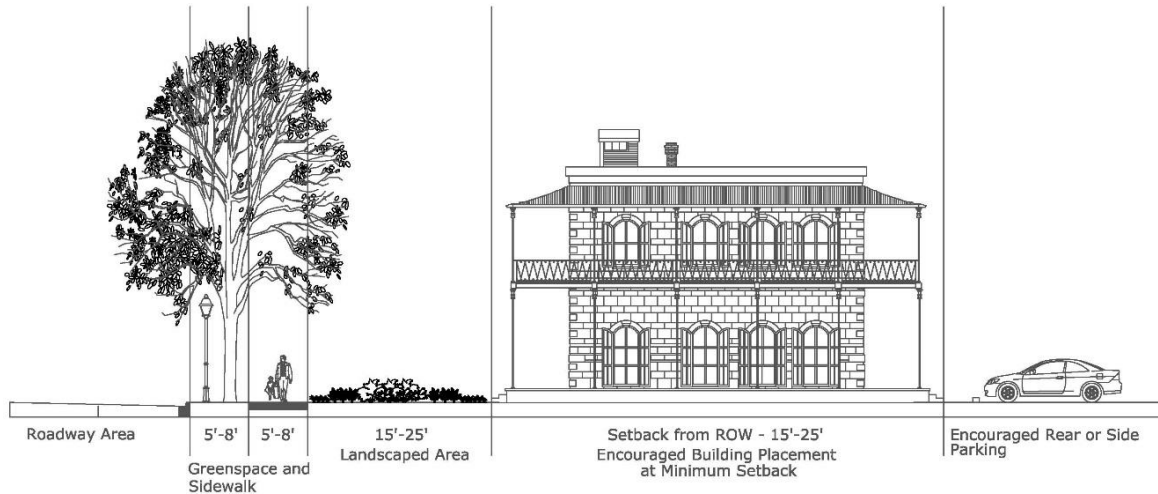 Roadway Area
5'-8'
5'-8'
Greenspace and
Sidewalk
15'-25'
Landscaped Area
Setback from ROW - 15'-25'
Encouraged Building Placement
at Minimum Setback
Encouraged Rear or Side
Parking